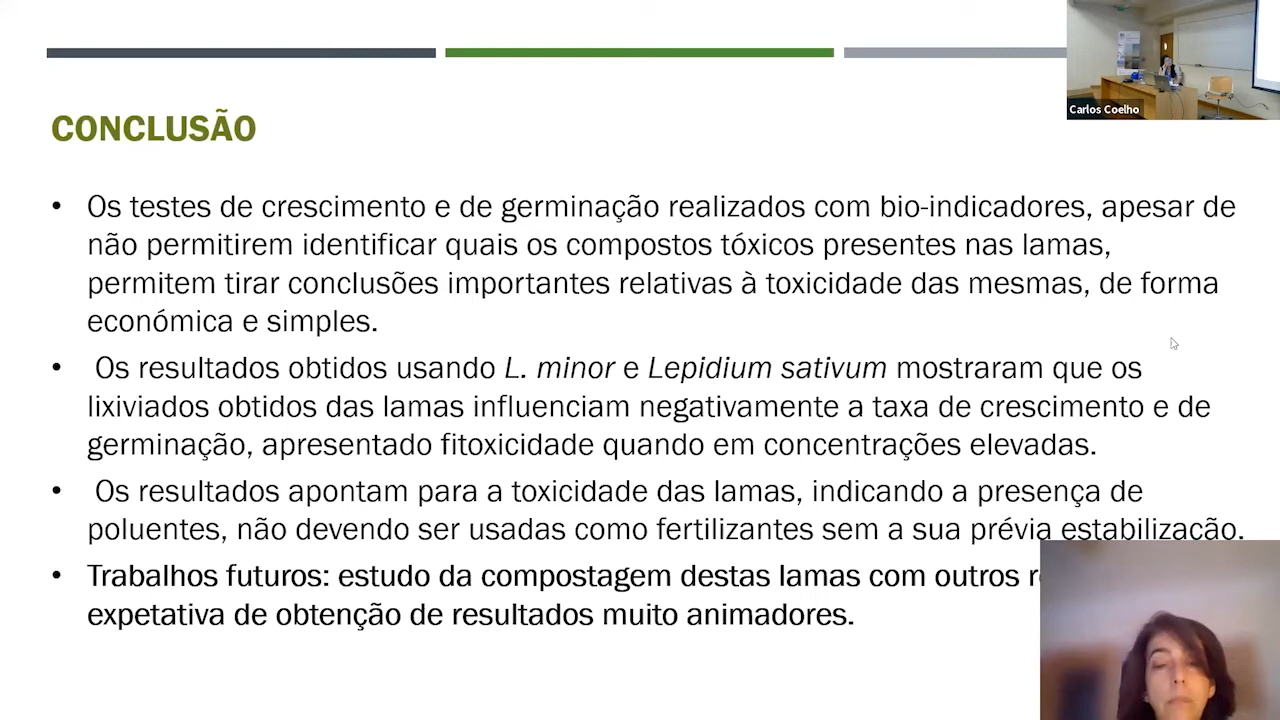 Carlos Coelho
CONCLUSÃO
• Os testes de crescimento e de germinação realizados com bio-indicadores, apesar de
não permitirem identificar quais os compostos tóxicos presentes nas lamas,
permitem tirar conclusões importantes relativas à toxicidade das mesmas, de forma
económica e simples.
• Os resultados obtidos usando L. minor e Lepidium sativum mostraram que os
lixiviados obtidos das lamas influenciam negativamente a taxa de crescimento e de
germinação, apresentado fitoxicidade quando em concentrações elevadas.
• Os resultados apontam para a toxicidade das lamas, indicando a presença de
poluentes, não devendo ser usadas como fertilizantes sem a sua prévia estabilização.
• Trabalhos futuros: estudo da compostagem destas lamas com outros
expetativa de obtenção de resultados muito animadores.